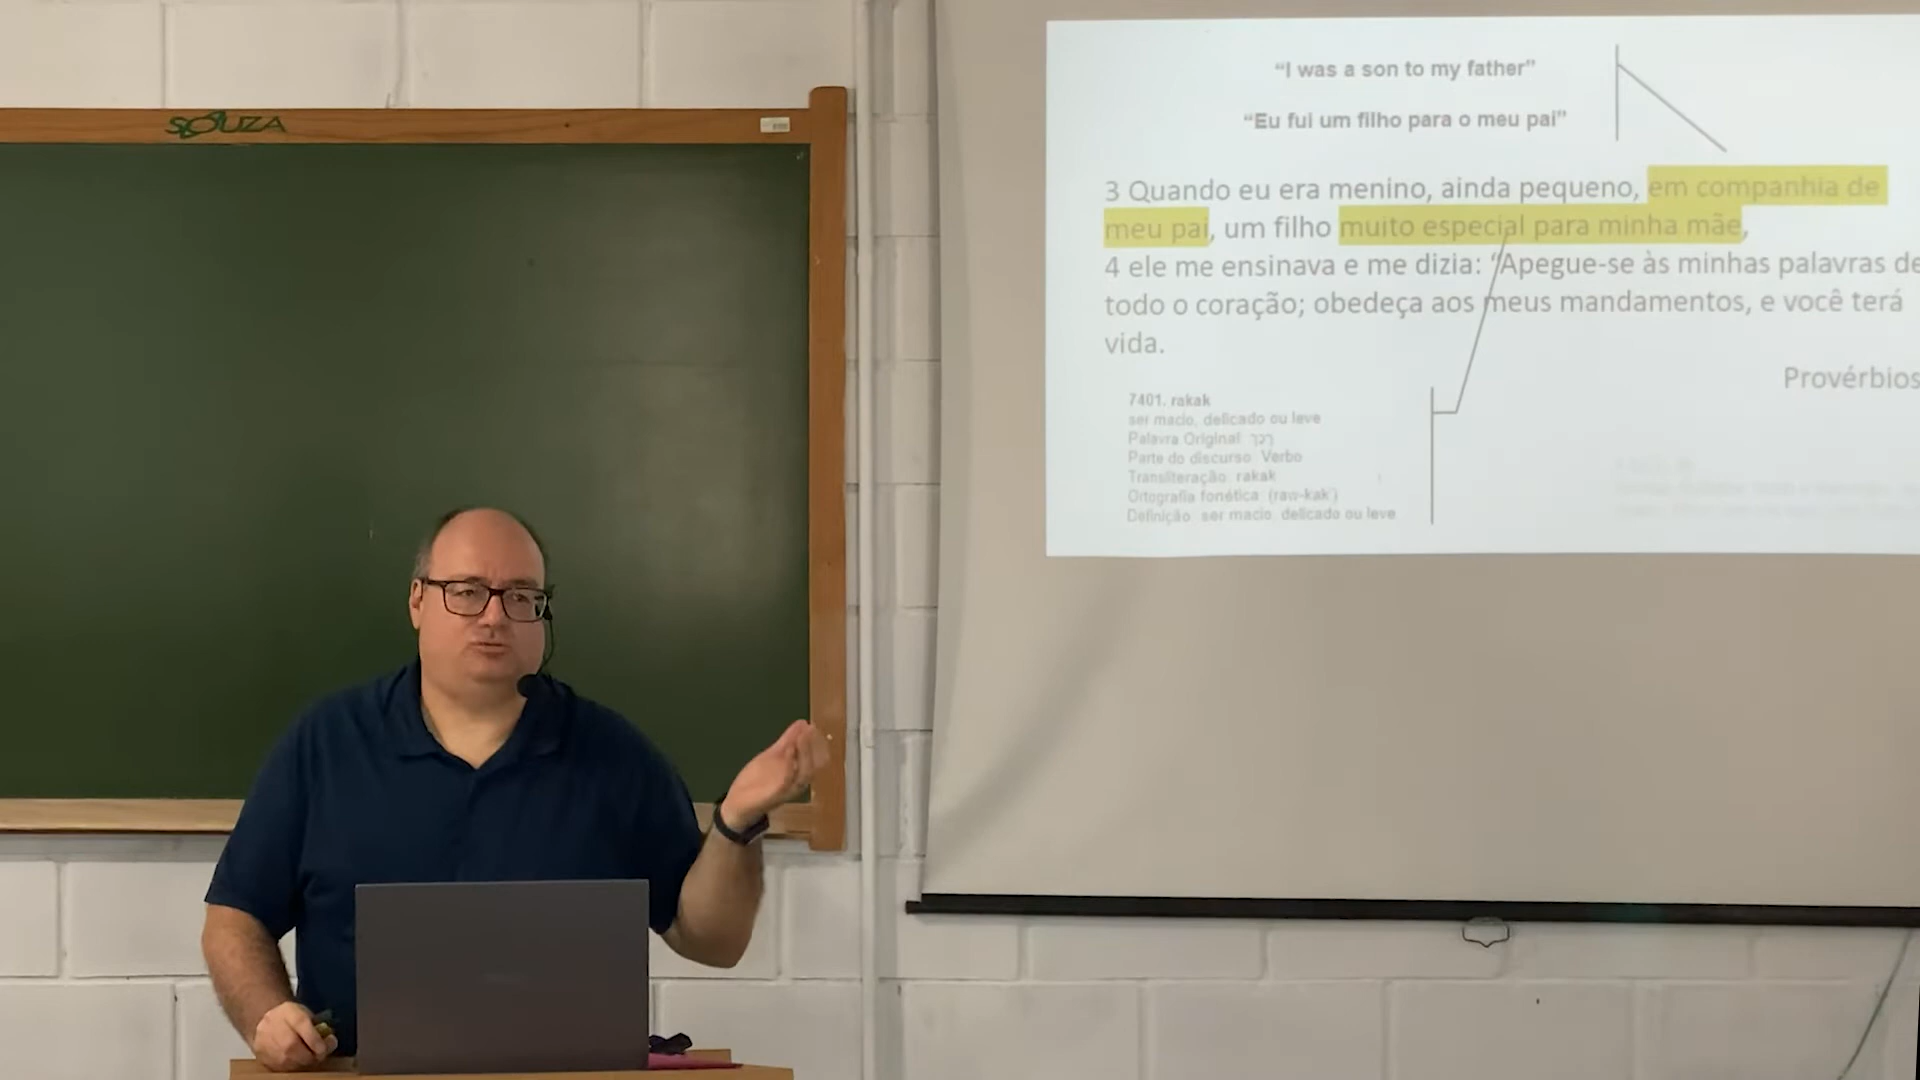 SOUZA
“I was a son to my father”
“Eu fui um filho para o meu pai”
3 Quando eu era menino, ainda pequeno, em companhia de
meu pai, um filho muito especial para minha mãe,
4 ele me ensinava e me dizia: “Apegue-se às minhas palavras de
todo o coração; obedeça aos meus mandamentos, e você terá
vida.
Provérbios
7401. rakak
ser macio, delicado ou leve
Palavra Original: רָכַך
Parte do discurso: Verbo
Transliteração: rakak
Ortografia fonética: (raw-kak')
Definição: ser macio, delicado ou leve